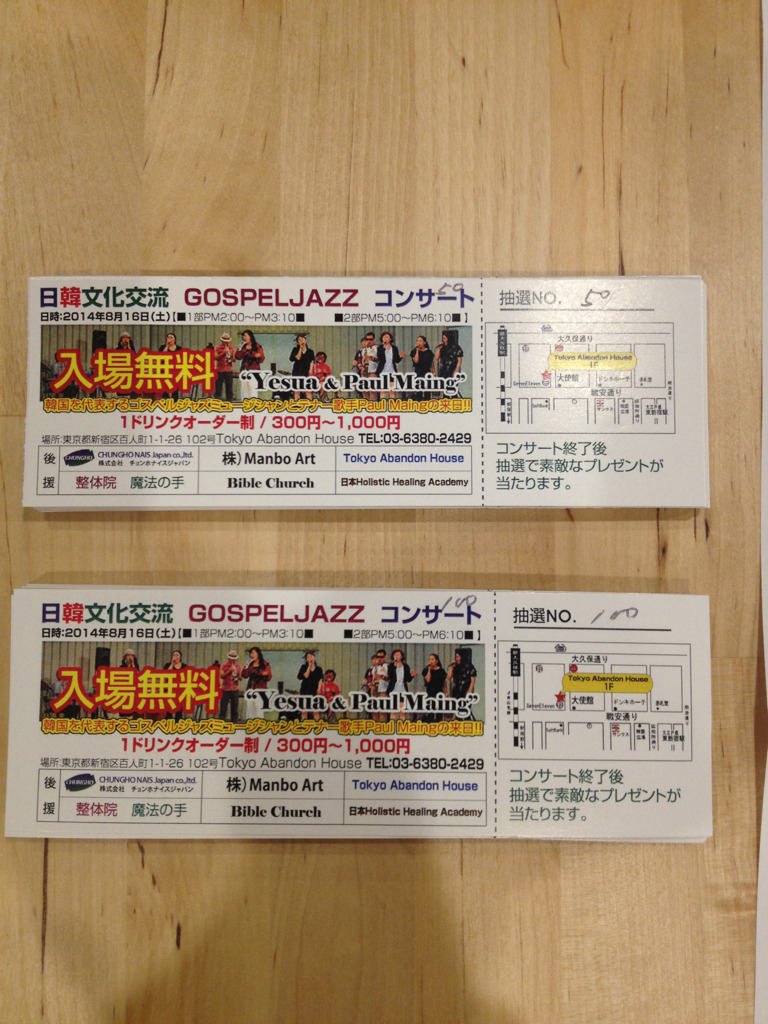 日韓文化交流 GOSPELJAZZ コンサート 50
日時:2014年8月16日(土)【■1部PM2:00〜PM3:10■ ■2部PM5:00〜PM6:10■】
入場無料
"Yesua & Paul Maing"
韓国を代表するゴスペルジャズミュージシャンとテナー歌手Paul Maingの来日!!
1ドリンクオーダー制 / 300円〜1,000円
場所:東京都新宿区百人町1-1-26 102号Tokyo Abandon House TEL:03-6380-2429
後援
CHUNGHO CHUNGHO NAIS Japan co.,ltd. 株式会社 チョンホナイスジャパン
株）Manbo Art
Tokyo Abandon House
整体院 魔法の手
Bible Church
日本Holistic Healing Academy
抽選NO. 50
大久保通り
Tokyo Abandon House
1F
SevenEleven
大使館
ドンキホーテ
職安通り
SoftBank
コンサート終了後
抽選で素敵なプレゼントが
当たります。
日韓文化交流 GOSPELJAZZ コンサート 100
日時:2014年8月16日(土)【■1部PM2:00〜PM3:10■ ■2部PM5:00〜PM6:10■】
入場無料
"Yesua & Paul Maing"
韓国を代表するゴスペルジャズミュージシャンとテナー歌手Paul Maingの来日!!
1ドリンクオーダー制 / 300円〜1,000円
場所:東京都新宿区百人町1-1-26 102号Tokyo Abandon House TEL:03-6380-2429
後援
CHUNGHO CHUNGHO NAIS Japan co.,ltd. 株式会社 チョンホナイスジャパン
株）Manbo Art
Tokyo Abandon House
整体院 魔法の手
Bible Church
日本Holistic Healing Academy
抽選NO. 100
大久保通り
Tokyo Abandon House
1F
SevenEleven
大使館
ドンキホーテ
職安通り
SoftBank
コンサート終了後
抽選で素敵なプレゼントが
当たります。